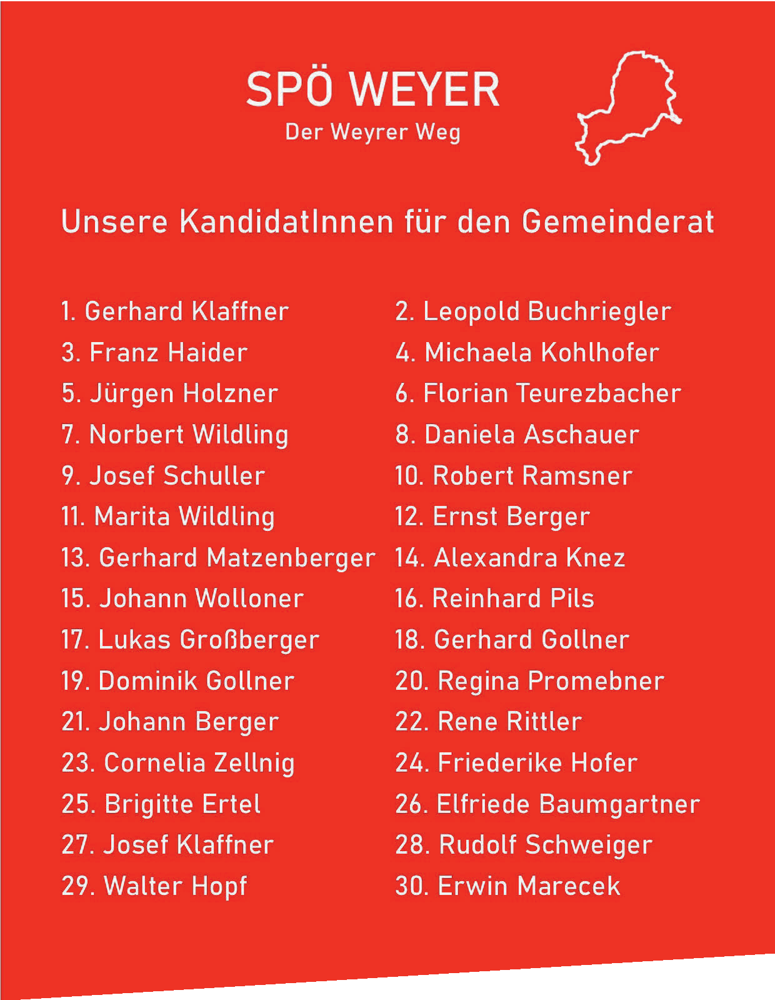 SPÖ WEYER
Der Weyrer Weg
Unsere KandidatInnen für den Gemeinderat
1. Gerhard Klaffner
2. Leopold Buchriegler
3. Franz Haider
4. Michaela Kohlhofer
5. Jürgen Holzner
6. Florian Teurezbacher
7. Norbert Wildling
8. Daniela Aschauer
9. Josef Schuller
10. Robert Ramsner
11. Marita Wildling
12. Ernst Berger
13. Gerhard Matzenberger
14. Alexandra Knez
15. Johann Wolloner
16. Reinhard Pils
17. Lukas Großberger
18. Gerhard Gollner
19. Dominik Gollner
20. Regina Promebner
21. Johann Berger
22. Rene Rittler
23. Cornelia Zellnig
24. Friederike Hofer
25. Brigitte Ertel
26. Elfriede Baumgartner
27. Josef Klaffner
28. Rudolf Schweiger
29. Walter Hopf
30. Erwin Marecek